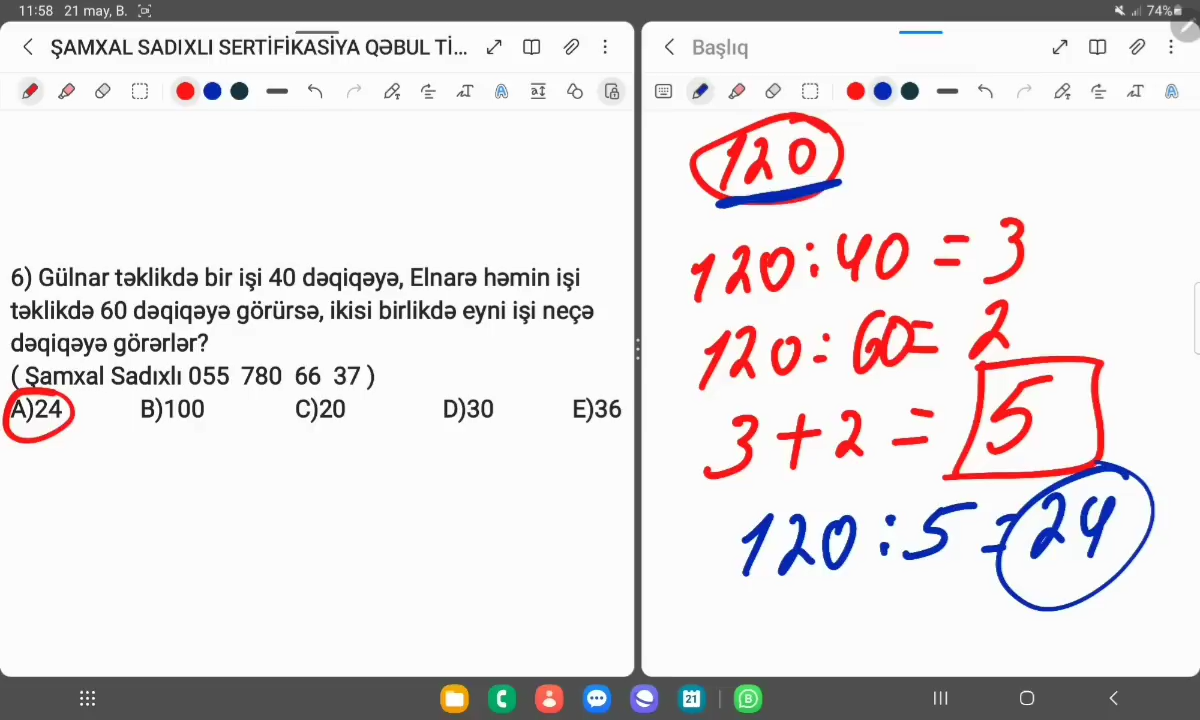 11:58 21 may, B. 74%
ŞAMXAL SADIXLI SERTİFİKASİYA QƏBUL Tİ...
6) Gülnar təklikdə bir işi 40 dəqiqəyə, Elnarə həmin işi
təklikdə 60 dəqiqəyə görürsə, ikisi birlikdə eyni işi neçə
dəqiqəyə görərlər?
( Şamxal Sadıxlı 055 780 66 37 )
A)24 B)100 C)20 D)30 E)36
Başlıq
120
120:40=3
120:60=2
3+2=5
120:5=24
21